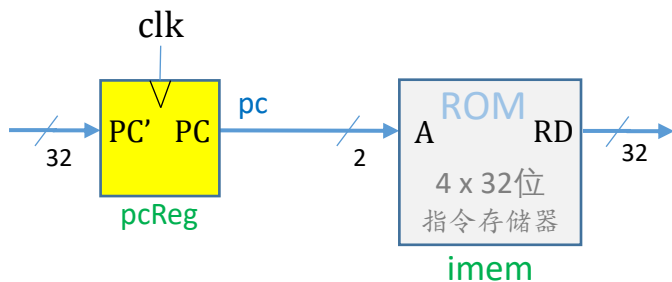 clk
pc
ROM
PC’ PC
A RD
32
2
32
4 x 32位
指令存储器
pcReg
imem